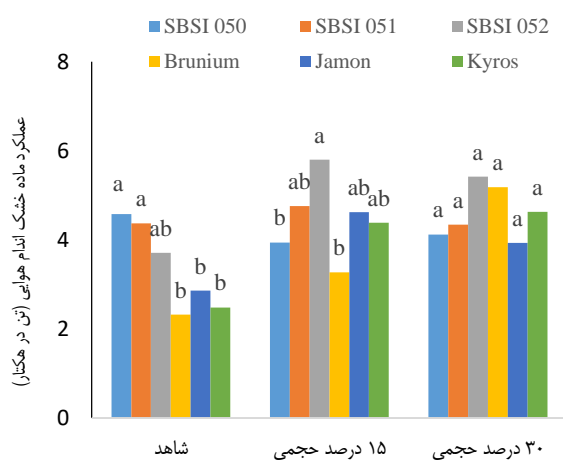 SBSI 050 SBSI 051 SBSI 052
Brunium Jamon Kyros
عملکرد ماده خشک اندام هوایی (تن در هکتار)
8
6
4
2
0
a a ab b b b
b ab a b ab ab
a a a a a a
شاهد ۱۵ درصد حجمی ۳۰ درصد حجمی